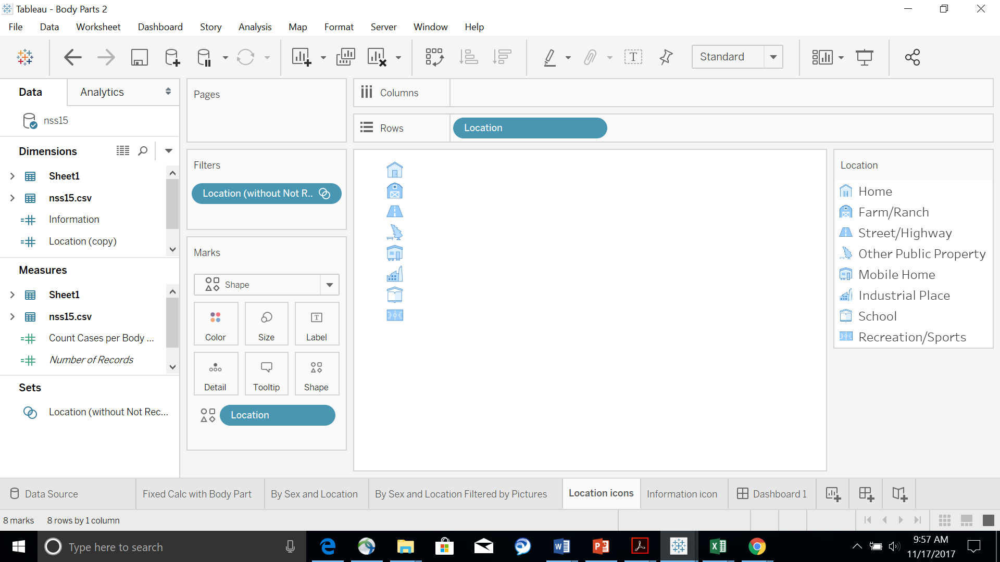 Tableau - Body Parts 2
File Data Worksheet Dashboard Story Analysis Map Format Server Window Help
Standard
Data
Analytics
nss15
Dimensions
Sheet1
nss15.csv
Information
Location (copy)
Measures
Sheet1
nss15.csv
Count Cases per Body ...
Number of Records
Sets
Location (without Not Rec...
Pages
Filters
Location (without Not R..
Marks
Shape
Color Size Label
Detail Tooltip Shape
Location
Columns
Rows
Location
Location
Home
Farm/Ranch
Street/Highway
Other Public Property
Mobile Home
Industrial Place
School
Recreation/Sports
Data Source Fixed Calc with Body Part By Sex and Location By Sex and Location Filtered by Pictures Location icons Information icon Dashboard 1
8 marks 8 rows by 1 column
Type here to search
9:57 AM
11/17/2017